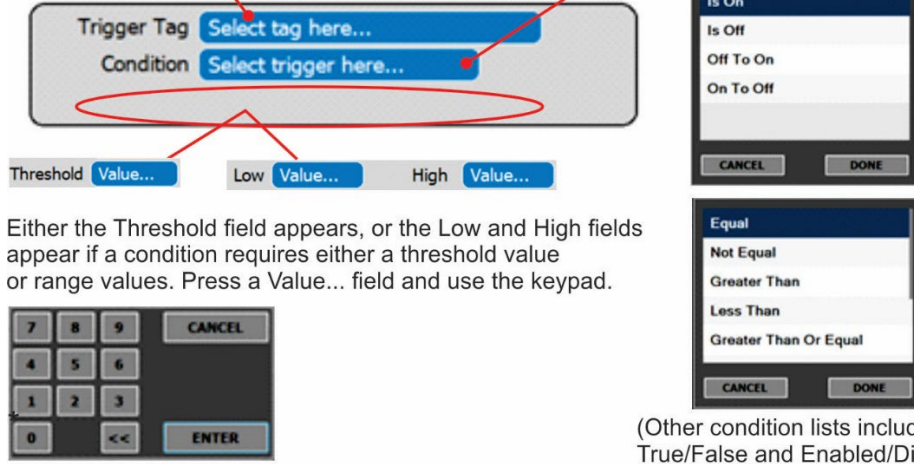 Trigger Tag Select tag here...
Condition Select trigger here...
Threshold Value...
Low Value... High Value...
Either the Threshold field appears, or the Low and High fields
appear if a condition requires either a threshold value
or range values. Press a Value... field and use the keypad.
7 8 9 CANCEL
4 5 6
1 2 3
*
0 << ENTER
Is On
Is Off
Off To On
On To Off
CANCEL DONE
Equal
Not Equal
Greater Than
Less Than
Greater Than Or Equal
CANCEL DONE
(Other condition lists
True/False and